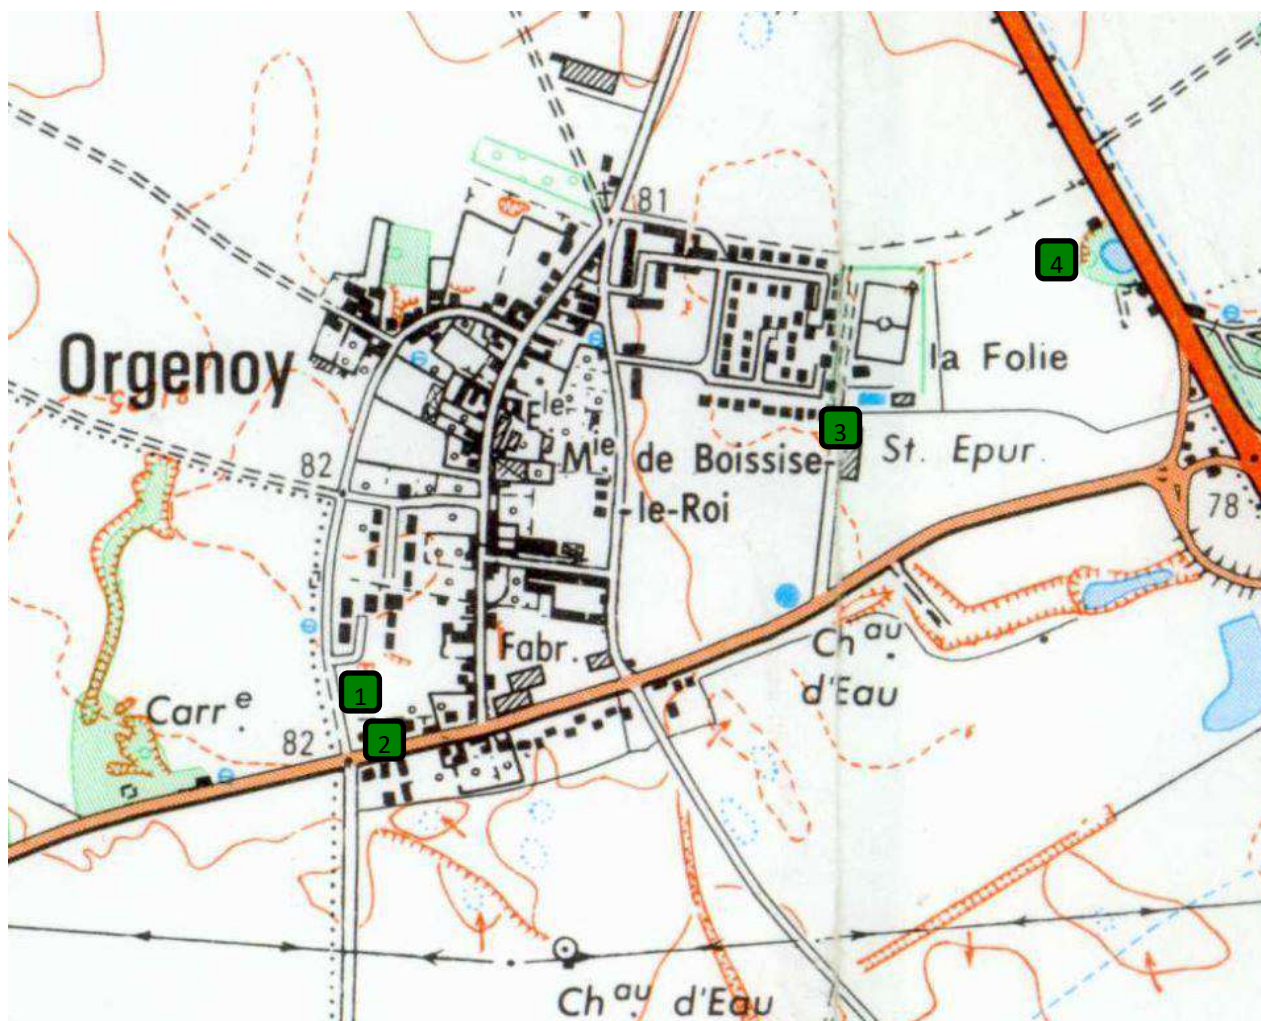 81
4
Orgenoy
la Folie
Ele
3
82
Mie de Boissise-
St. Epur.
-le-Roi
78
Fabr.
Chau.
d'Eau
1
Carre.
2
82
Chau. d'Eau